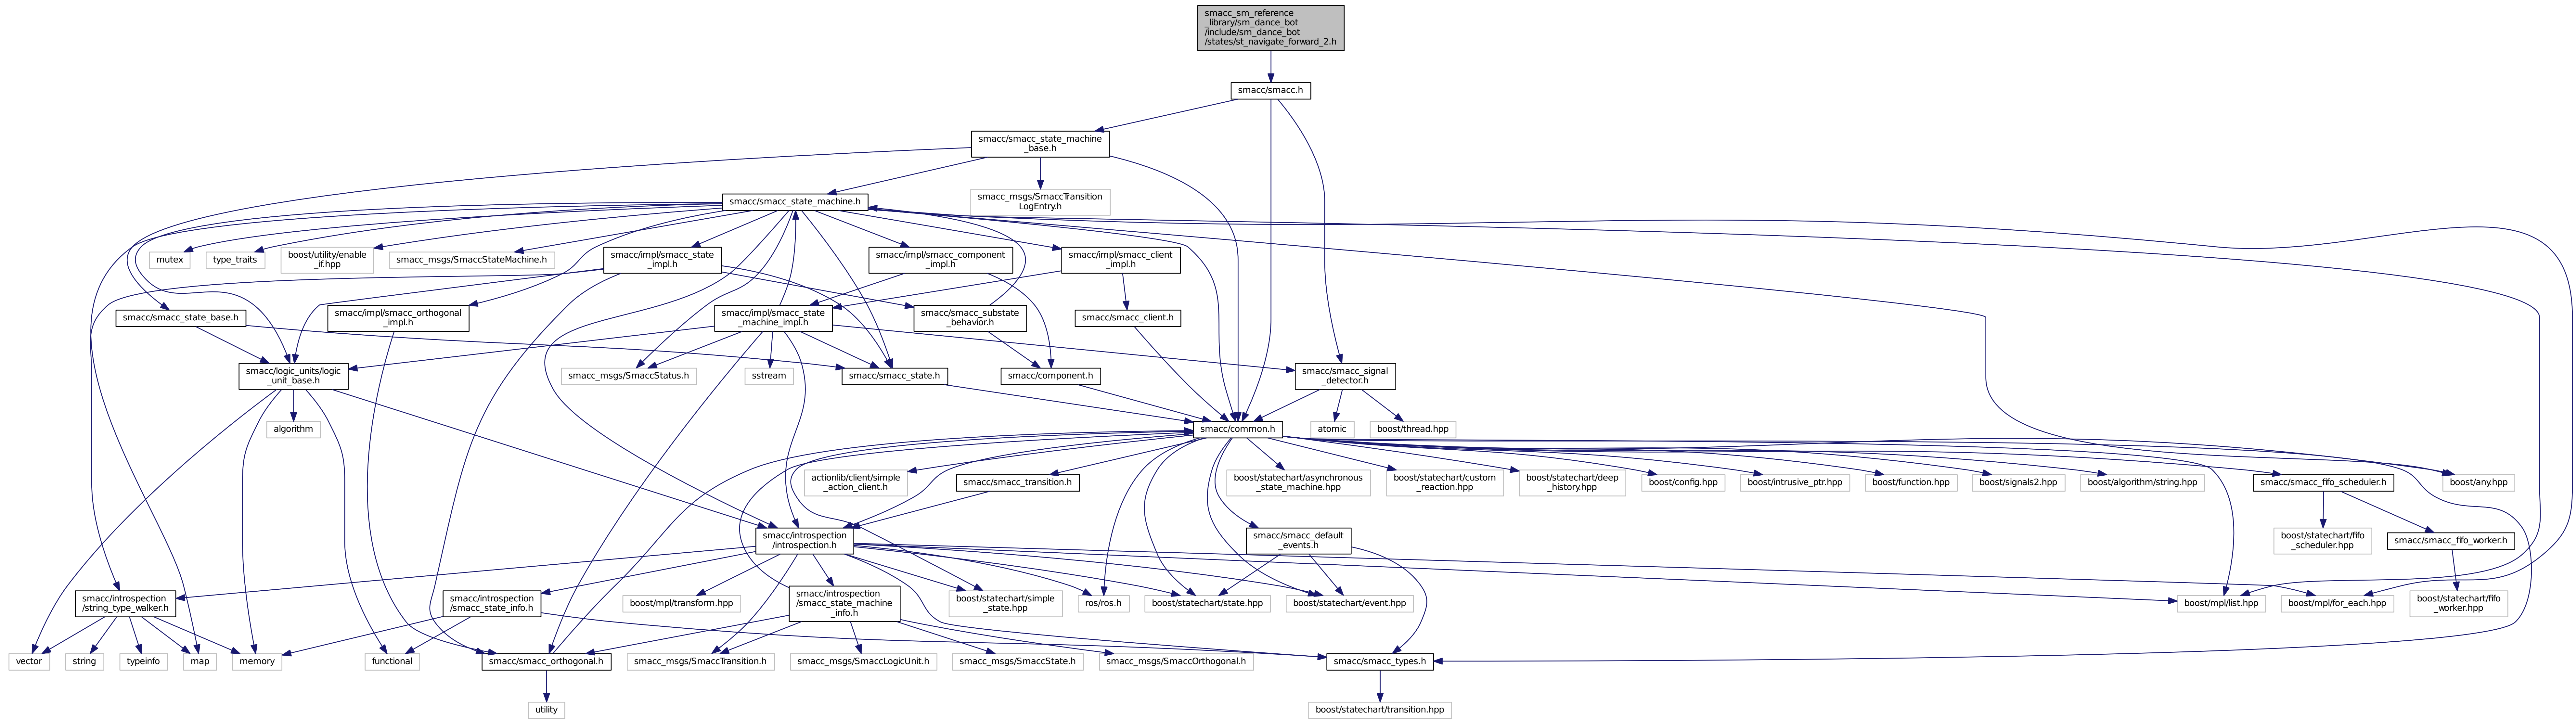 smacc_sm_reference
_library/sm_dance_bot
/include/sm_dance_bot
/states/st_navigate_forward_2.h
smacc/smacc.h
smacc/smacc_state_machine
_base.h
smacc/smacc_state_machine.h
smacc_msgs/SmaccTransition
LogEntry.h
mutex
type_traits
boost/utility/enable
_if.hpp
smacc_msgs/SmaccStateMachine.h
smacc/impl/smacc_state
_impl.h
smacc/impl/smacc_component
_impl.h
smacc/impl/smacc_client
_impl.h
smacc/smacc_state_base.h
smacc/impl/smacc_orthogonal
_impl.h
smacc/impl/smacc_state
_machine_impl.h
smacc/smacc_substate
_behavior.h
smacc/smacc_client.h
smacc/logic_units/logic
_unit_base.h
smacc_msgs/SmaccStatus.h
sstream
smacc/smacc_state.h
smacc/component.h
smacc/smacc_signal
_detector.h
algorithm
smacc/common.h
atomic
boost/thread.hpp
actionlib/client/simple
_action_client.h
smacc/smacc_transition.h
boost/statechart/asynchronous
_state_machine.hpp
boost/statechart/custom
_reaction.hpp
boost/statechart/deep
_history.hpp
boost/config.hpp
boost/intrusive_ptr.hpp
boost/function.hpp
boost/signals2.hpp
boost/algorithm/string.hpp
smacc/smacc_fifo_scheduler.h
boost/any.hpp
smacc/introspection
/introspection.h
smacc/smacc_default
_events.h
boost/statechart/fifo
_scheduler.hpp
smacc/smacc_fifo_worker.h
smacc/introspection
/string_type_walker.h
smacc/introspection
/smacc_state_info.h
boost/mpl/transform.hpp
smacc/introspection
/smacc_state_machine
_info.h
boost/statechart/simple
_state.hpp
ros/ros.h
boost/statechart/state.hpp
boost/statechart/event.hpp
boost/mpl/list.hpp
boost/mpl/for_each.hpp
boost/statechart/fifo
_worker.hpp
vector
string
typeinfo
map
memory
functional
smacc/smacc_orthogonal.h
smacc_msgs/SmaccTransition.h
smacc_msgs/SmaccLogicUnit.h
smacc_msgs/SmaccState.h
smacc_msgs/SmaccOrthogonal.h
smacc/smacc_types.h
utility
boost/statechart/transition.hpp